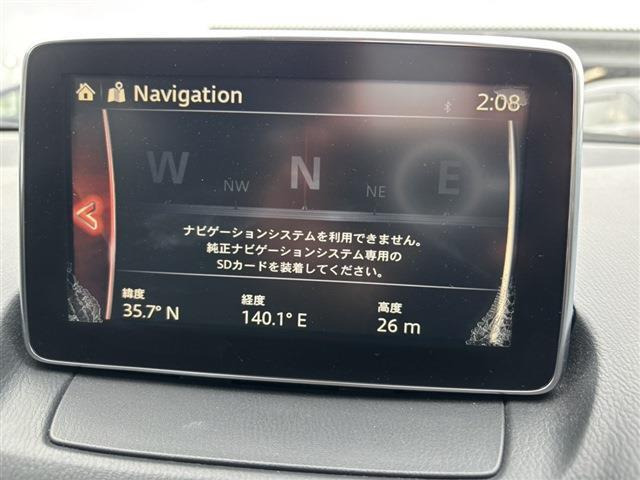 Navigation
2:08
W NW N NE E
ナビゲーションシステムを利用できません。
純正ナビゲーションシステム専用の
SDカードを装着してください。
緯度 経度 高度
35.7° N 140.1° E 26 m